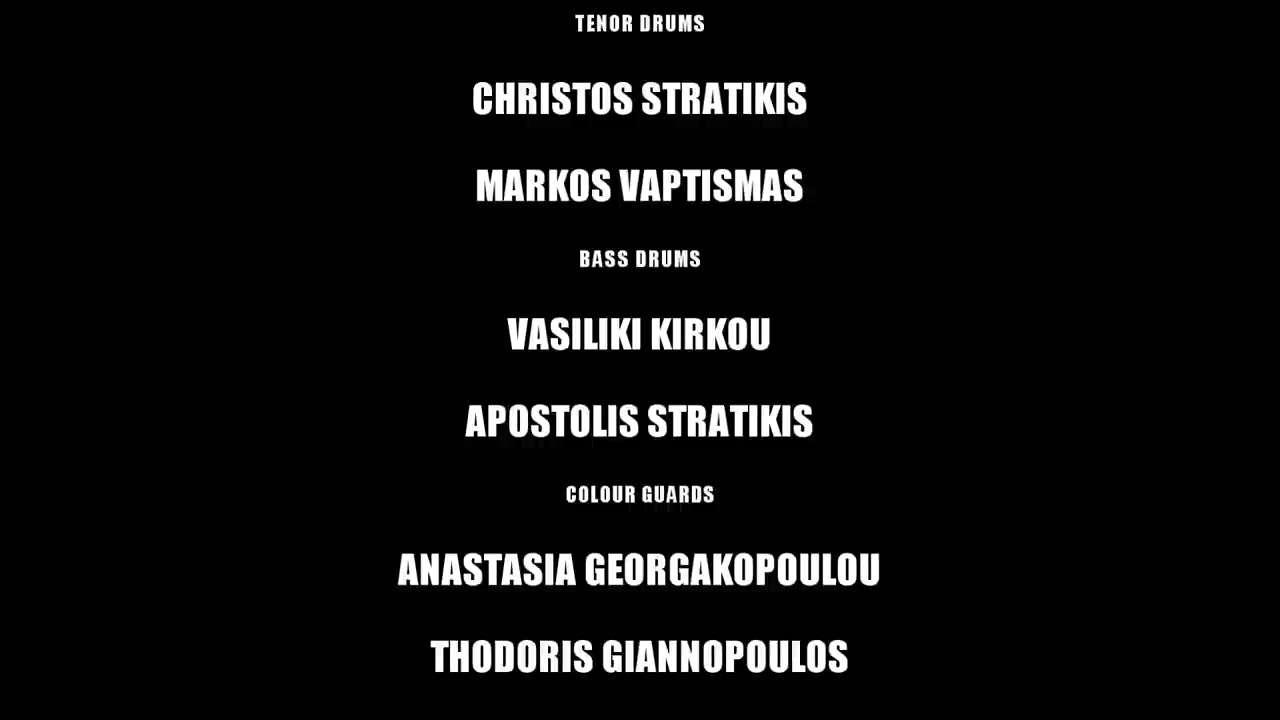 TENOR DRUMS
CHRISTOS STRATIKIS
MARKOS VAPTISMAS
BASS DRUMS
VASILIKI KIRKOU
APOSTOLIS STRATIKIS
COLOUR GUARDS
ANASTASIA GEORGAKOPOULOU
THODORIS GIANNOPOULOS